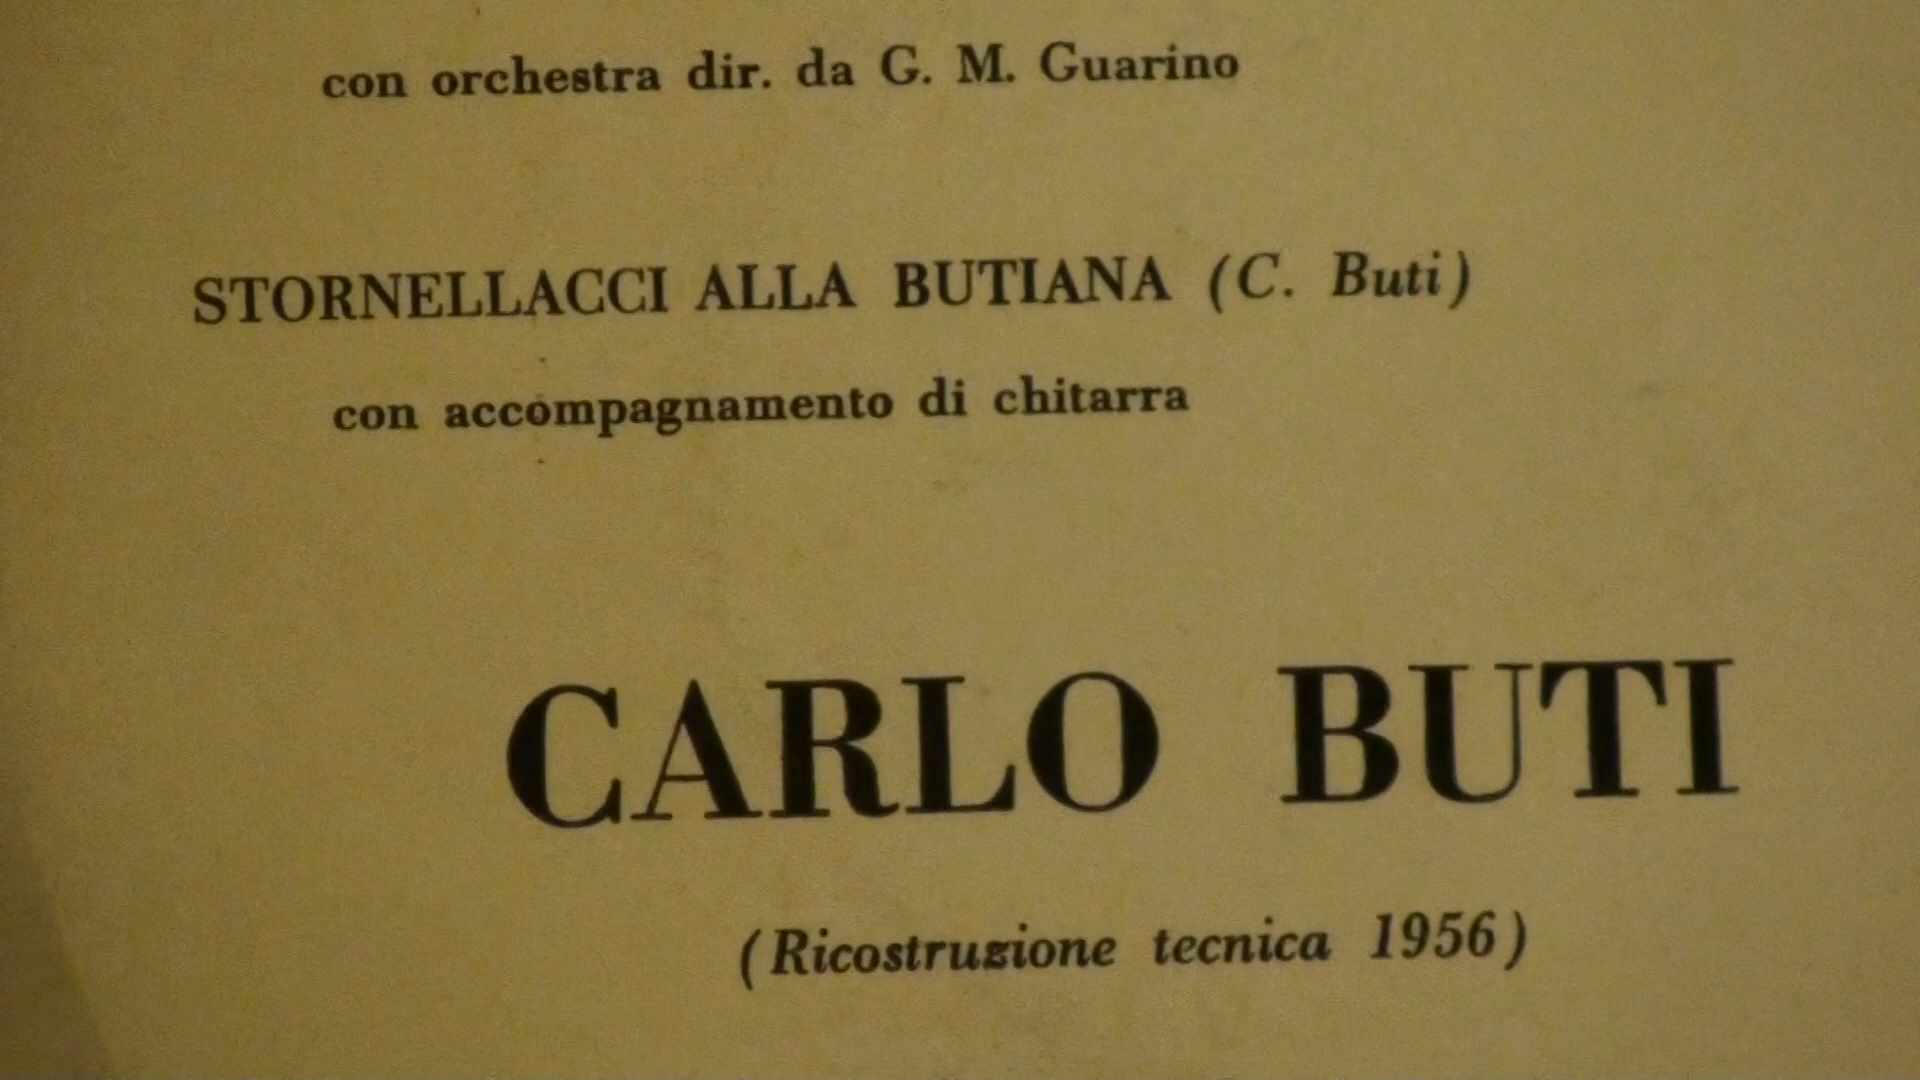 con orchestra dir. da G. M. Guarino
STORNELLACCI ALLA BUTIANA (C. Buti)
con accompagnamento di chitarra
CARLO BUTI
(Ricostruzione tecnica 1956)